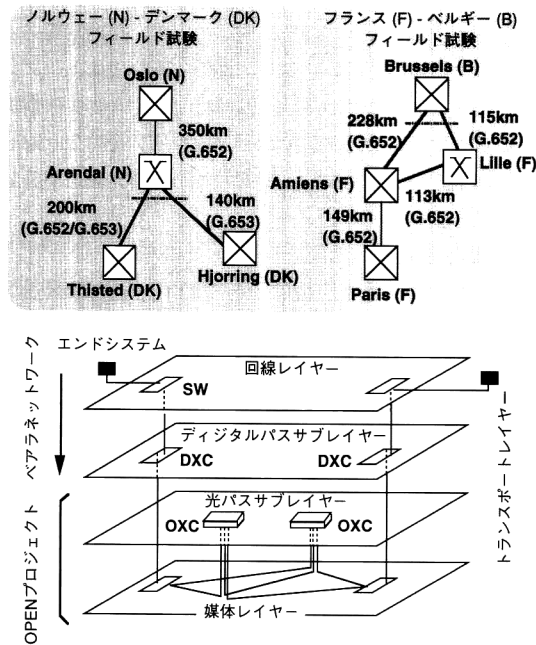 ノルウェー (N) - デンマーク (DK)
フィールド試験
Oslo (N)
350km
(G.652)
Arendal (N)
200km
(G.652/G.653)
140km
(G.653)
Thisted (DK)
Hjorring (DK)
フランス (F) - ベルギー (B)
フィールド試験
Brussels (B)
228km
(G.652)
115km
(G.652)
Lille (F)
Amiens (F)
113km
(G.652)
149km
(G.652)
Paris (F)
エンドシステム
回線レイヤー
SW
ディジタルパスサブレイヤー
DXC
DXC
光パスサブレイヤー
OXC
OXC
媒体レイヤー
ベアラネットワーク
OPENプロジェクト
トランスポートレイヤー